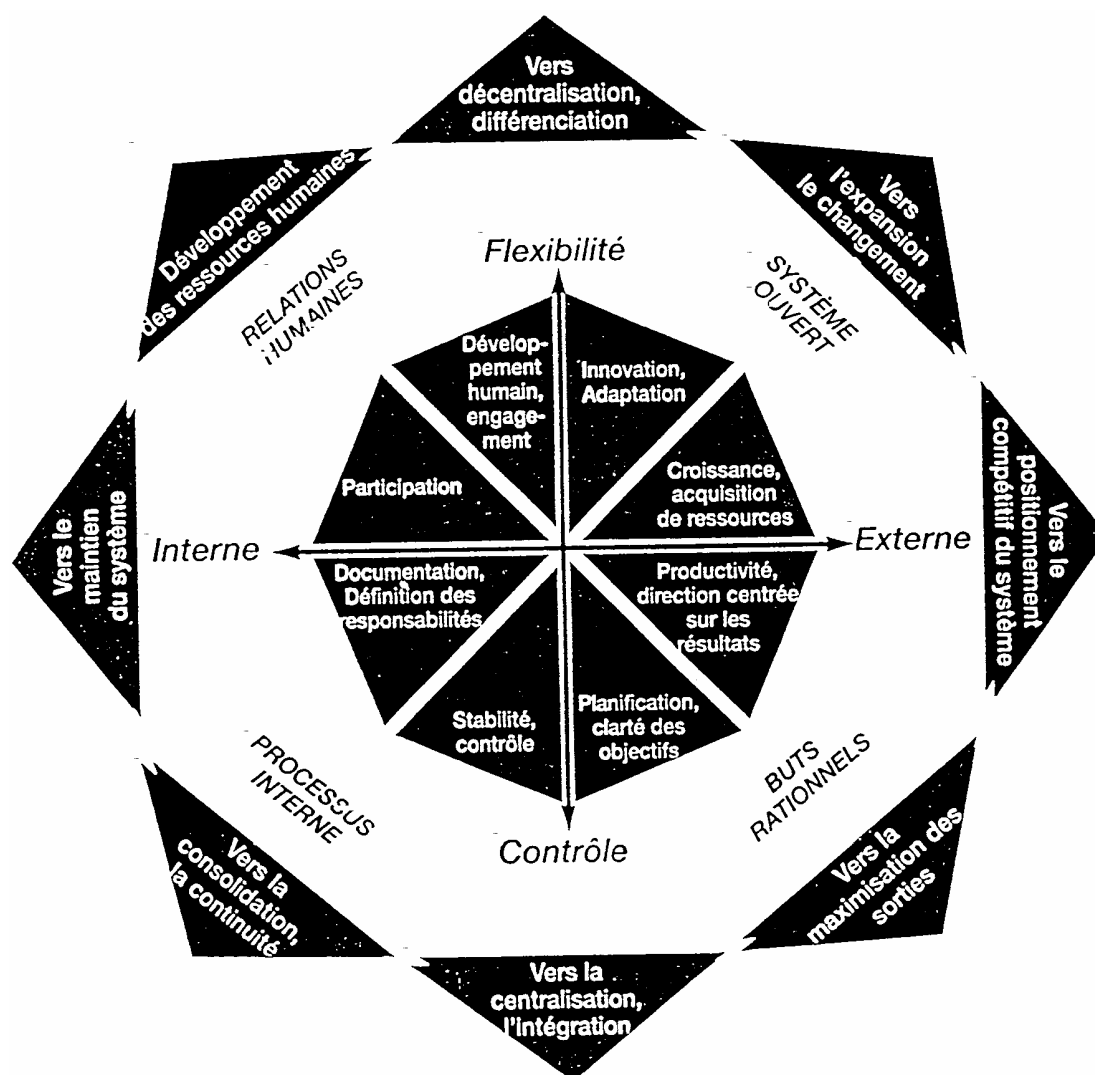 Vers
décentralisation,
différenciation
Développement
des ressources humaines
Vers
l'expansion
le changement
RELATIONS
HUMAINES
Flexibilité
SYSTÈME
OUVERT
Dévelop-
pement
humain,
engage-
ment
Innovation,
Adaptation
Participation
Croissance,
acquisition
de ressources
Vers le
maintien
du système
Interne
Externe
Vers le
positionnement
compétitif du système
Documentation,
Définition des
responsabilités
Productivité,
direction centrée
sur les
résultats
Stabilité,
contrôle
Planification,
clarté des
objectifs
PROCESSUS
INTERNE
Contrôle
BUTS
RATIONNELS
Vers la
consolidation,
la continuité
Vers la
maximisation des
sorties
Vers la
centralisation,
l'intégration